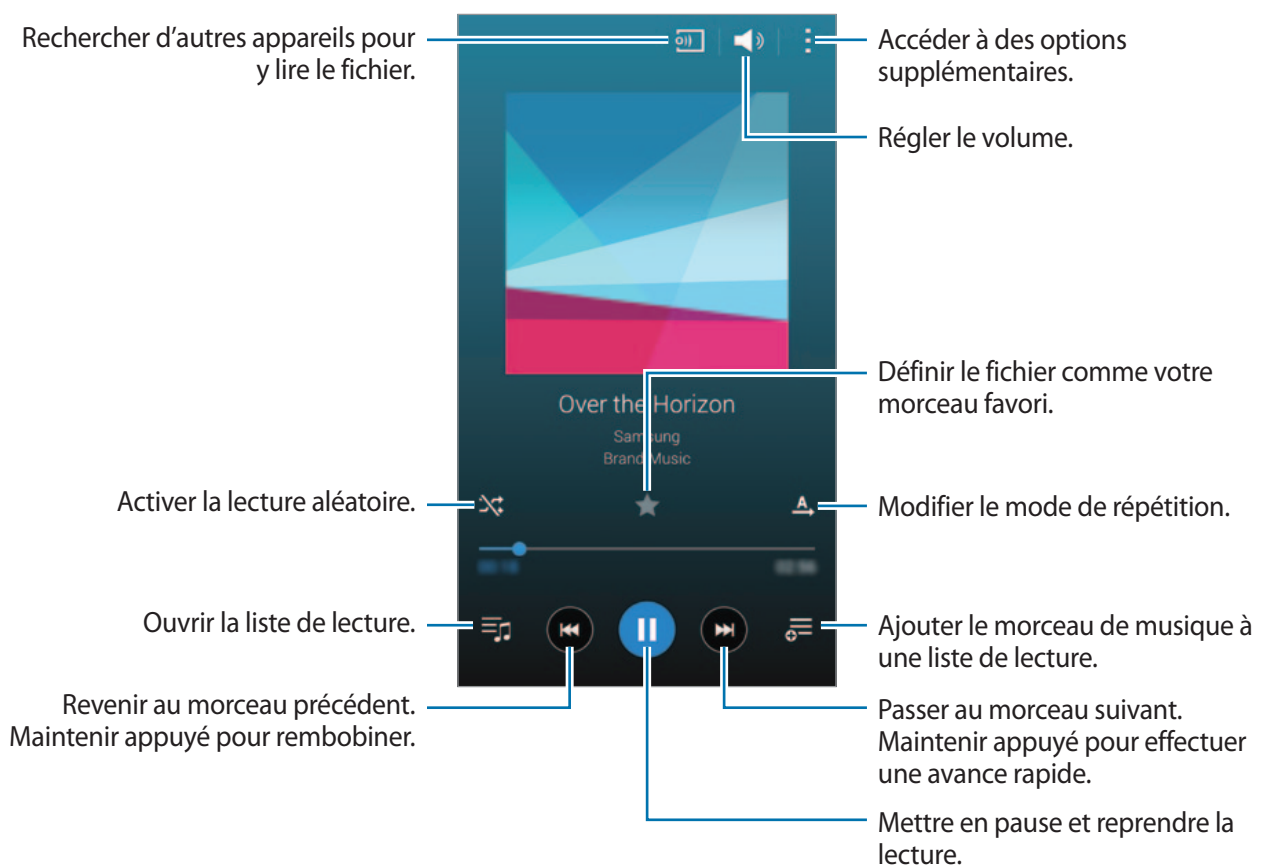 Rechercher d'autres appareils pour
y lire le fichier.
Accéder à des options
supplémentaires.
Régler le volume.
Définir le fichier comme votre
morceau favori.
Over the Horizon
Samsung
Brand Music
Activer la lecture aléatoire.
A
Modifier le mode de répétition.
00:18
02:56
Ouvrir la liste de lecture.
Ajouter le morceau de musique à
une liste de lecture.
Revenir au morceau précédent.
Maintenir appuyé pour rembobiner.
Passer au morceau suivant.
Maintenir appuyé pour effectuer
une avance rapide.
Mettre en pause et reprendre la
lecture.